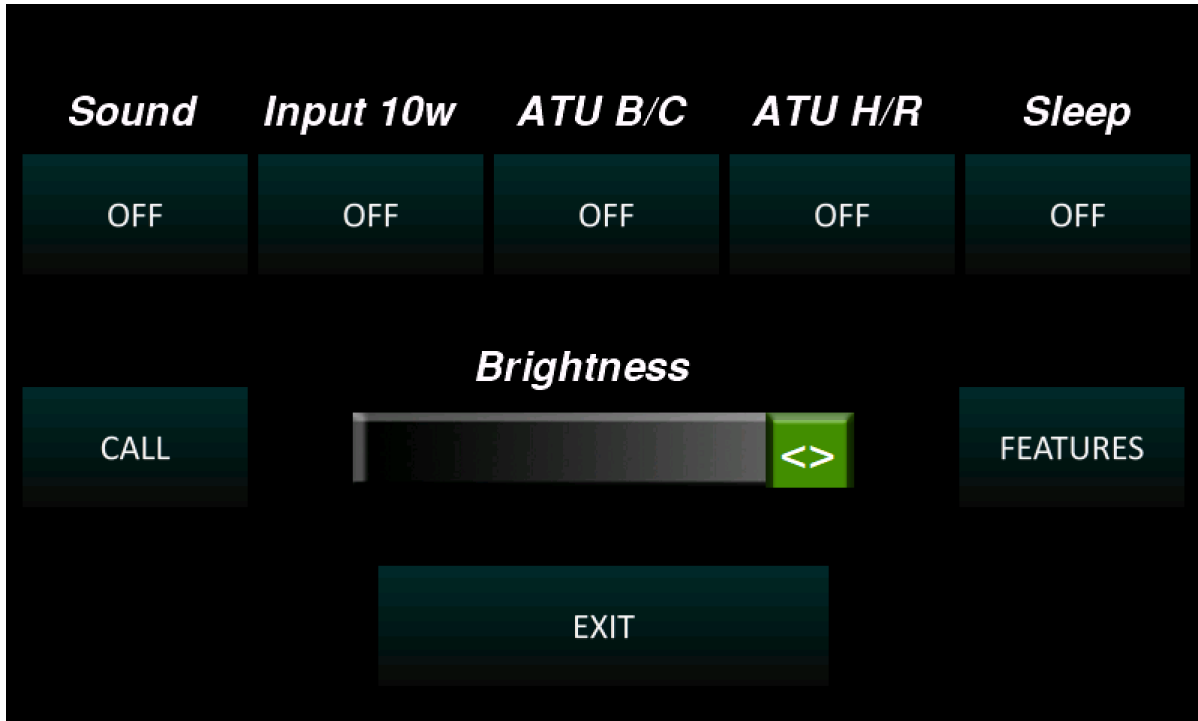 Sound Input 10w ATU B/C ATU H/R Sleep
OFF OFF OFF OFF OFF
Brightness
CALL <> FEATURES
EXIT